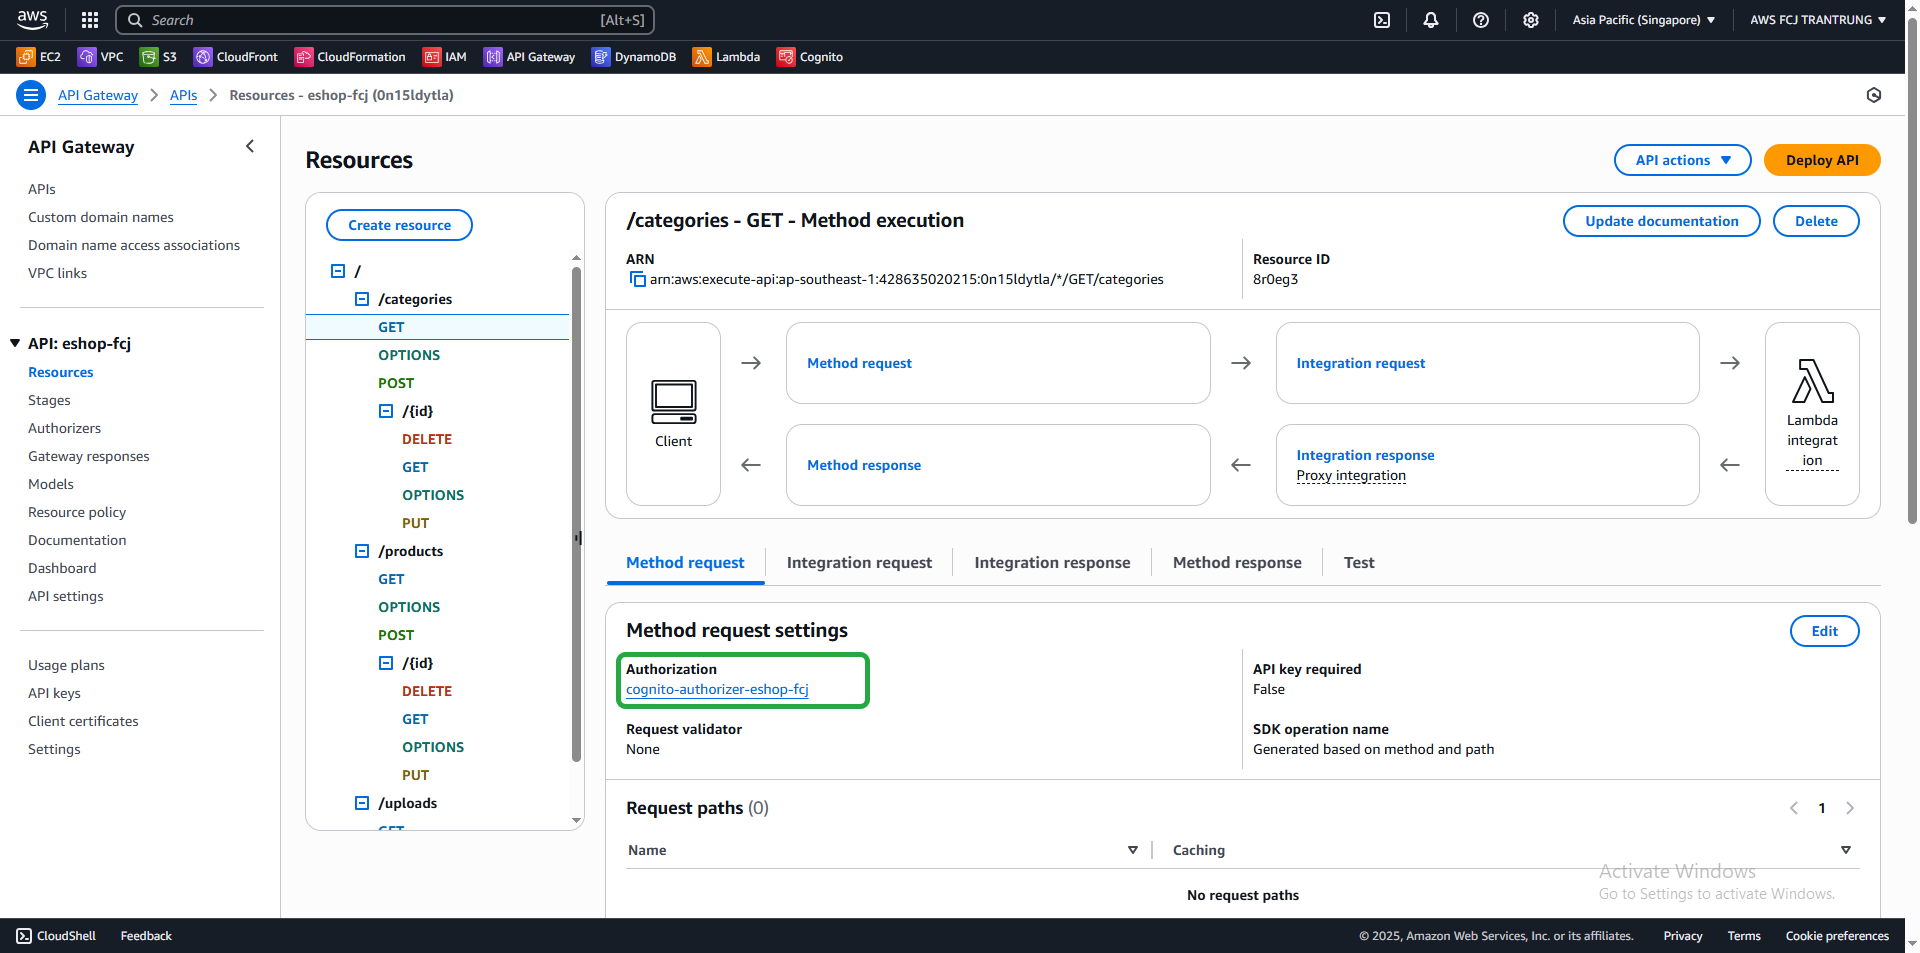 aws
Search
[Alt+S]
Asia Pacific (Singapore)
AWS FCJ TRANTRUNG
EC2
VPC
S3
CloudFront
CloudFormation
IAM
API Gateway
DynamoDB
Lambda
Cognito
API Gateway
APIs
Resources - eshop-fcj (0n15ldytla)
API Gateway
APIs
Custom domain names
Domain name access associations
VPC links
API: eshop-fcj
Resources
Stages
Authorizers
Gateway responses
Models
Resource policy
Documentation
Dashboard
API settings
Usage plans
API keys
Client certificates
Settings
Resources
API actions
Deploy API
Create resource
/
/categories
GET
OPTIONS
POST
/{id}
DELETE
GET
OPTIONS
PUT
/products
GET
OPTIONS
POST
/{id}
DELETE
GET
OPTIONS
PUT
/uploads
GET
/categories - GET - Method execution
Update documentation
Delete
ARN
arn:aws:execute-api:ap-southeast-1:428635020215:0n15ldytla/*/GET/categories
Resource ID
8r0eg3
Client
Method request
Integration request
Method response
Integration response
Proxy integration
Lambda
integrat
ion
Method request
Integration request
Integration response
Method response
Test
Method request settings
Edit
Authorization
cognito-authorizer-eshop-fcj
API key required
False
Request validator
None
SDK operation name
Generated based on method and path
Request paths (0)
1
Name
Caching
No request paths
Activate Windows
Go to Settings to activate Windows.
CloudShell
Feedback
© 2025, Amazon Web Services, Inc. or its affiliates.
Privacy
Terms
Cookie preferences